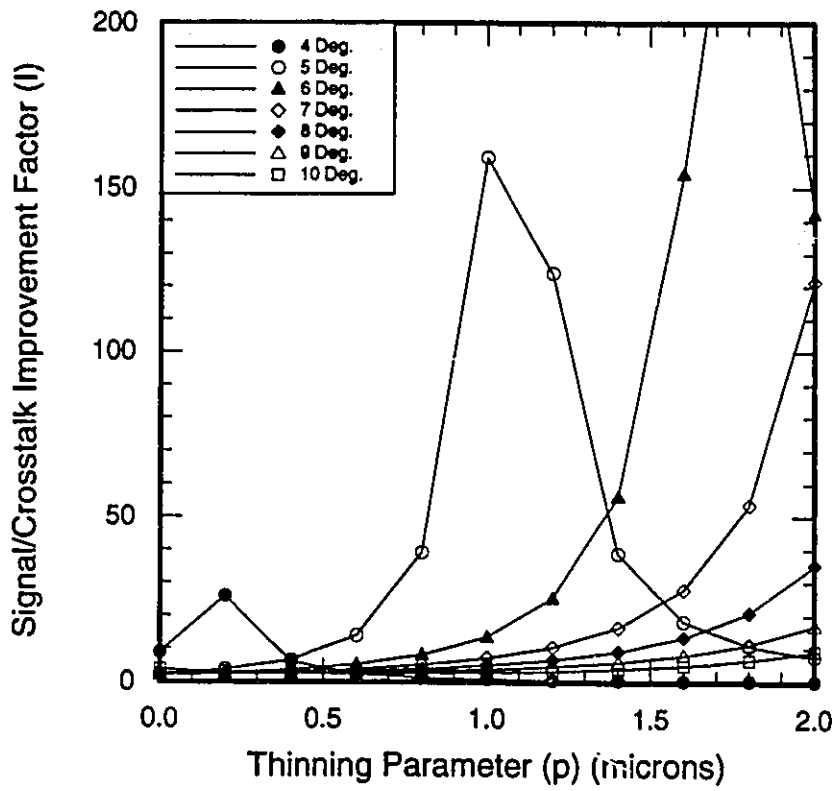 Signal/Crosstalk Improvement Factor (I)
200
150
100
50
0
4 Deg.
5 Deg.
6 Deg.
7 Deg.
8 Deg.
9 Deg.
10 Deg.
0.0 0.5 1.0 1.5 2.0
Thinning Parameter (p) (microns)